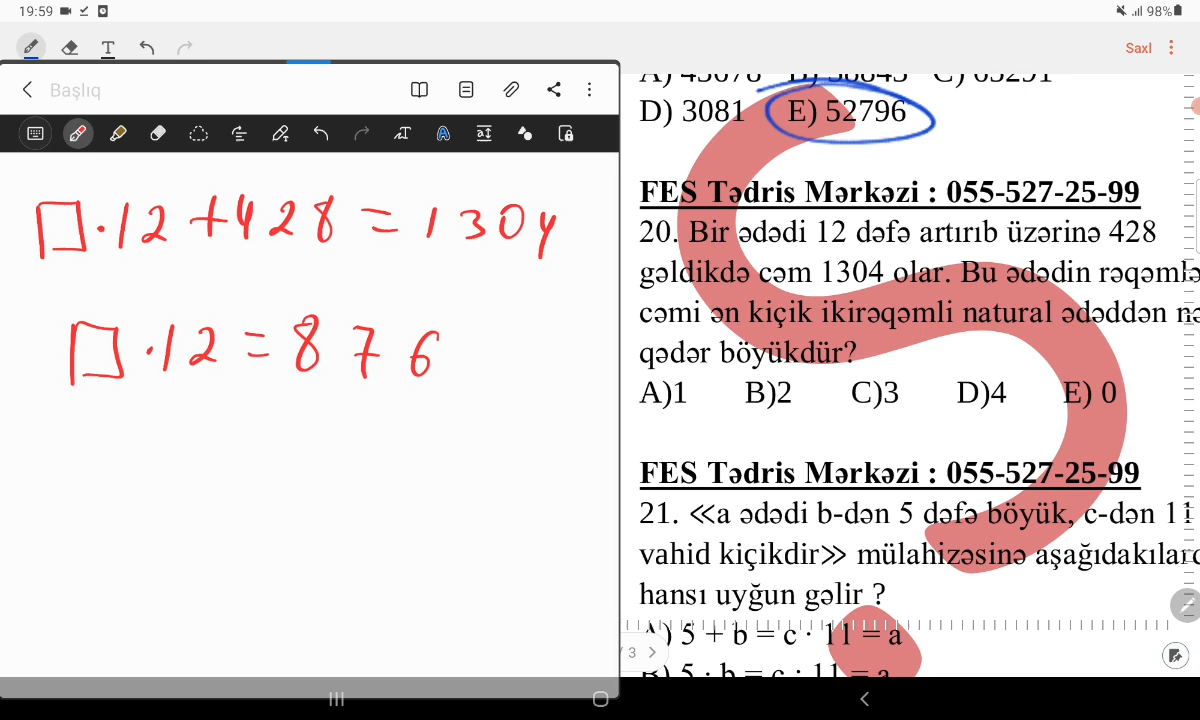 19:59
98%
Saxl
Başlıq
□·12+428=1304
□·12=876
D) 3081 E) 52796
FES Tədris Mərkəzi : 055-527-25-99
20. Bir ədədi 12 dəfə artırıb üzərinə 428
gəldikdə cəm 1304 olar. Bu ədədin
cəmi ən kiçik ikirəqəmli natural ədəddən
qədər böyükdür?
A)1 B)2 C)3 D)4 E) 0
FES Tədris Mərkəzi : 055-527-25-99
21. ≪a ədədi b-dən 5 dəfə böyük, c-dən 11
vahid kiçikdir≫ mülahizəsinə
hansı uyğun gəlir ?
A) 5 + b = c · 11 = a
B) 5 · b = c : 11 = a
/ 3